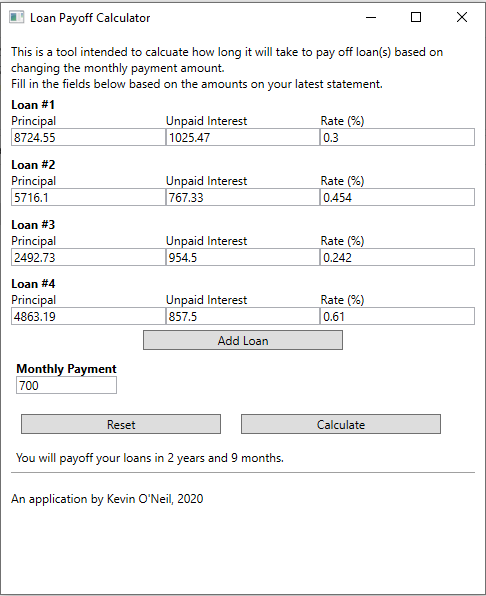 Loan Payoff Calculator
This is a tool intended to calcuate how long it will take to pay off loan(s) based on
changing the monthly payment amount.
Fill in the fields below based on the amounts on your latest statement.
Loan #1
Principal Unpaid Interest Rate (%)
8724.55 1025.47 0.3
Loan #2
Principal Unpaid Interest Rate (%)
5716.1 767.33 0.454
Loan #3
Principal Unpaid Interest Rate (%)
2492.73 954.5 0.242
Loan #4
Principal Unpaid Interest Rate (%)
4863.19 857.5 0.61
Add Loan
Monthly Payment
700
Reset Calculate
You will payoff your loans in 2 years and 9 months.
An application by Kevin O'Neil, 2020